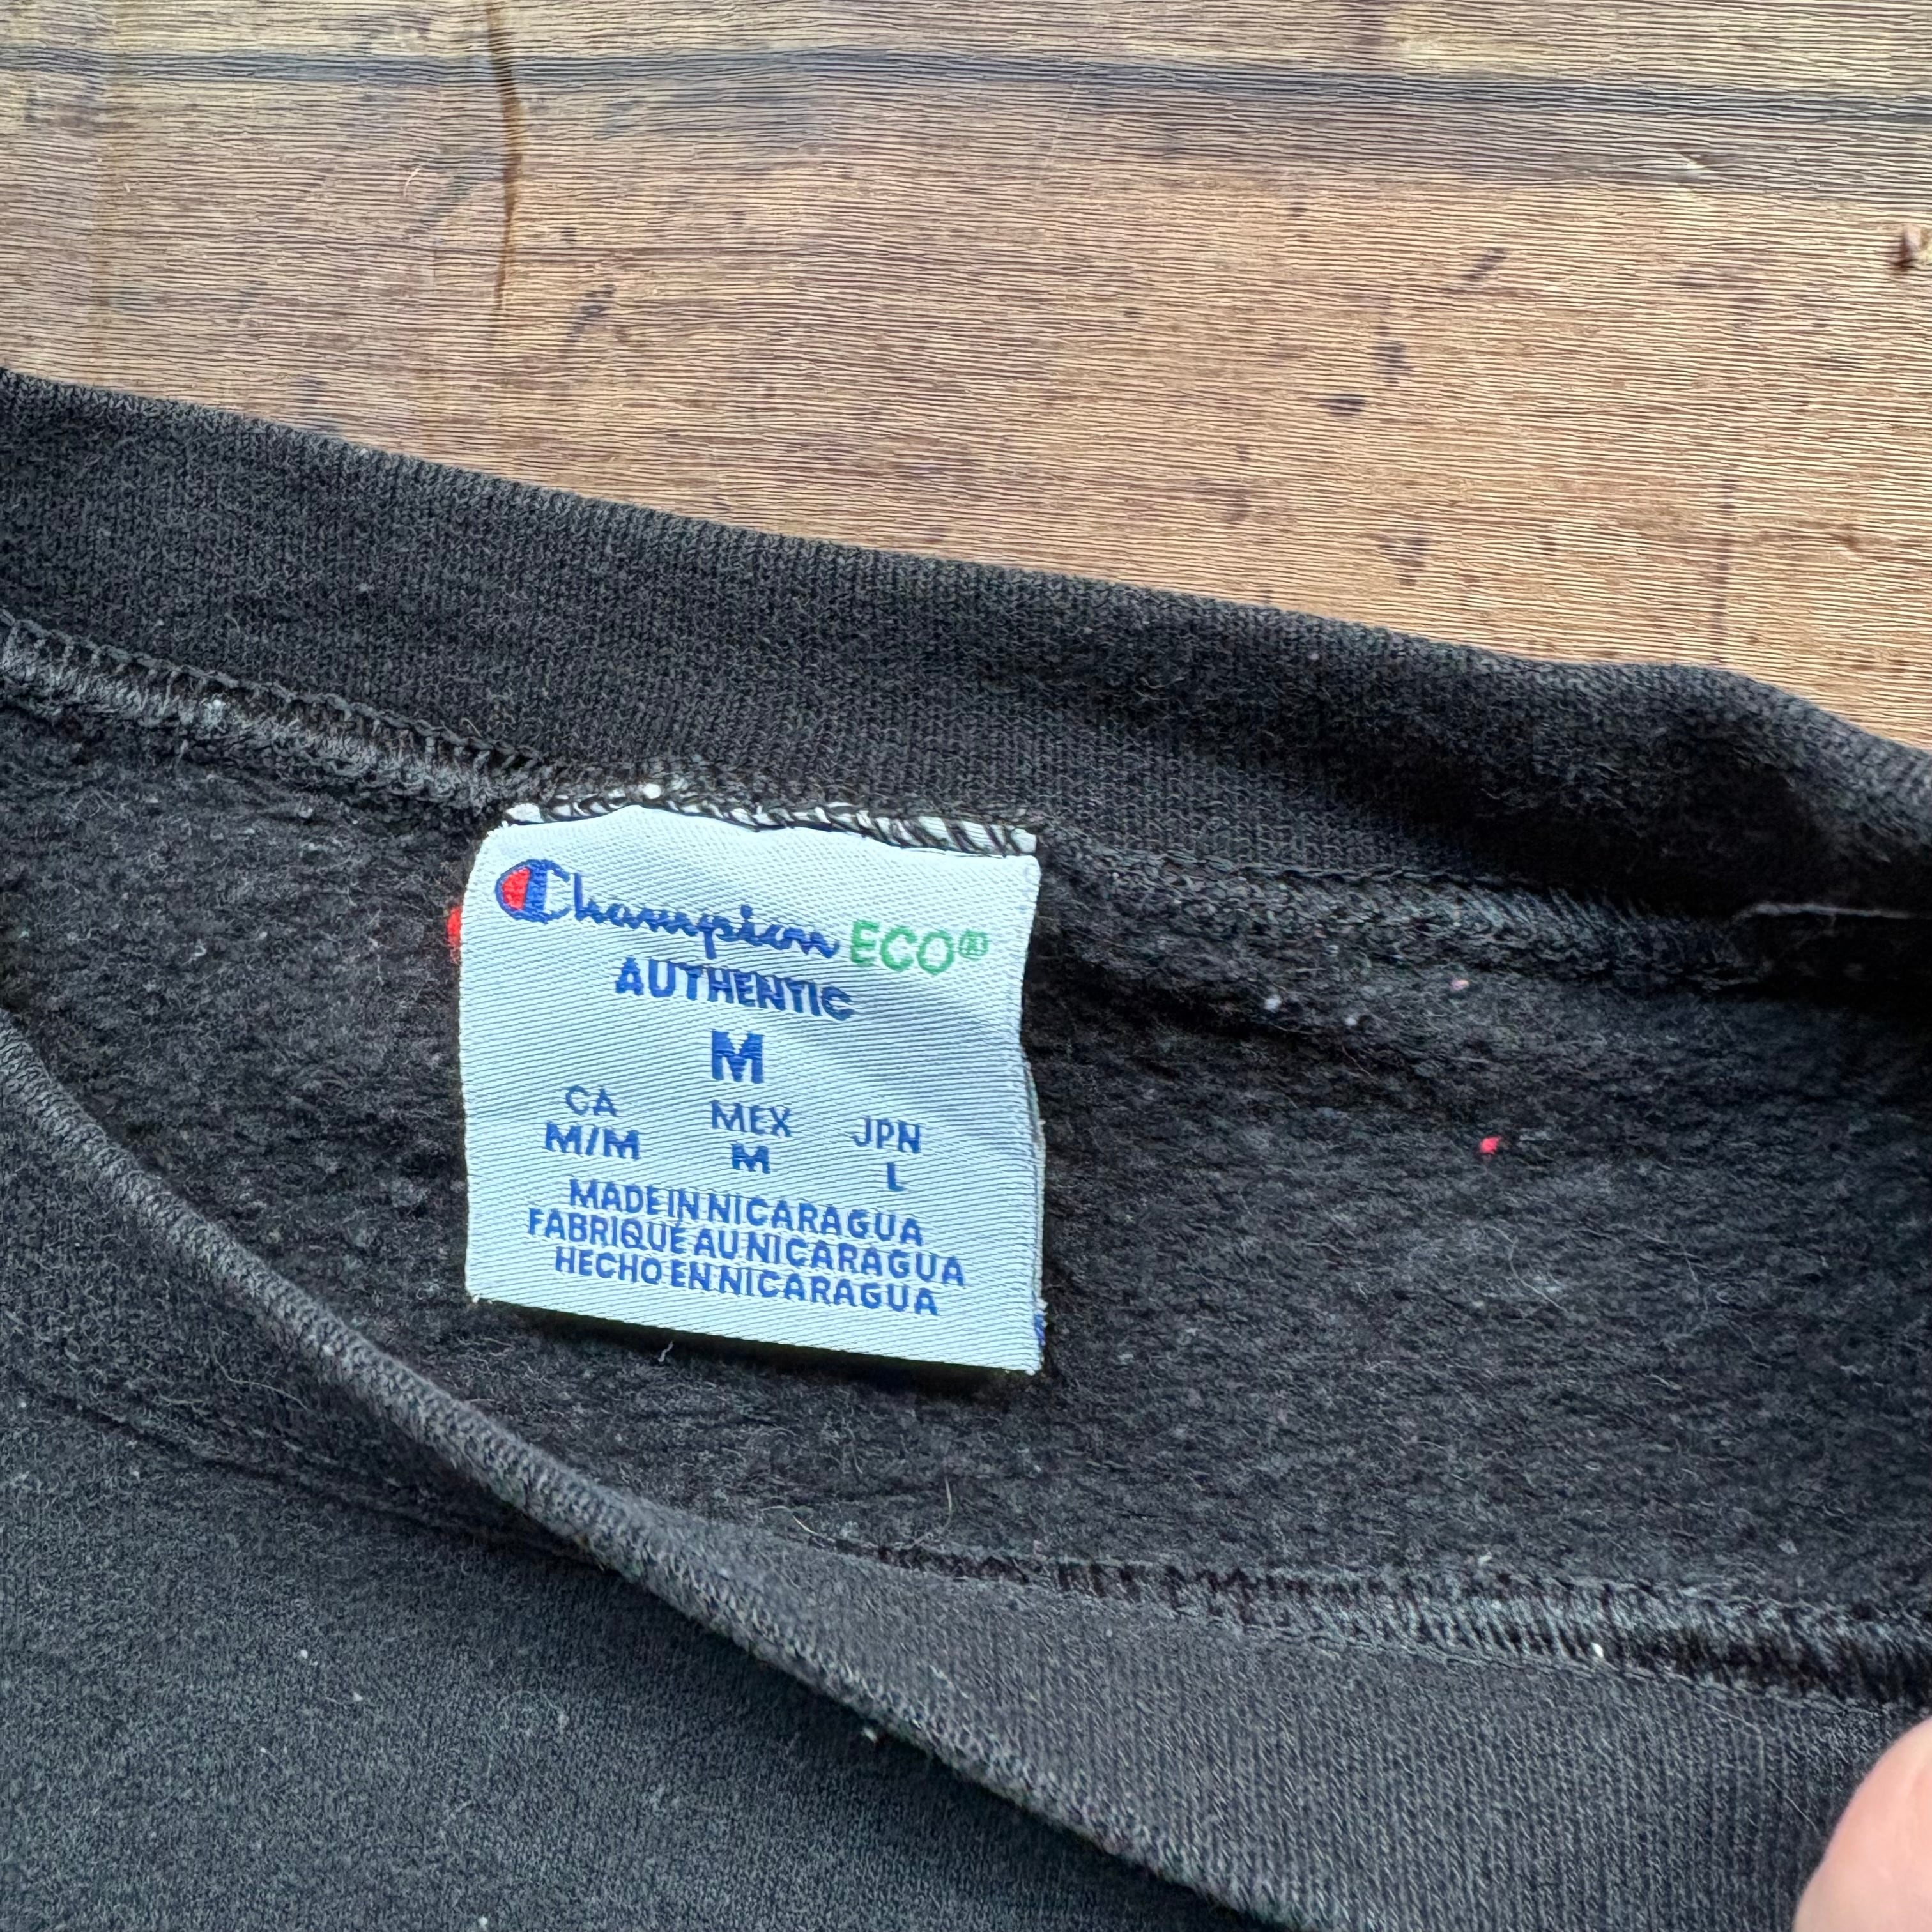 Champion ECO®
AUTHENTIC
M
CA MEX JPN
M/M M L
MADE IN NICARAGUA
FABRIQUÉ AU NICARAGUA
HECHO EN NICARAGUA